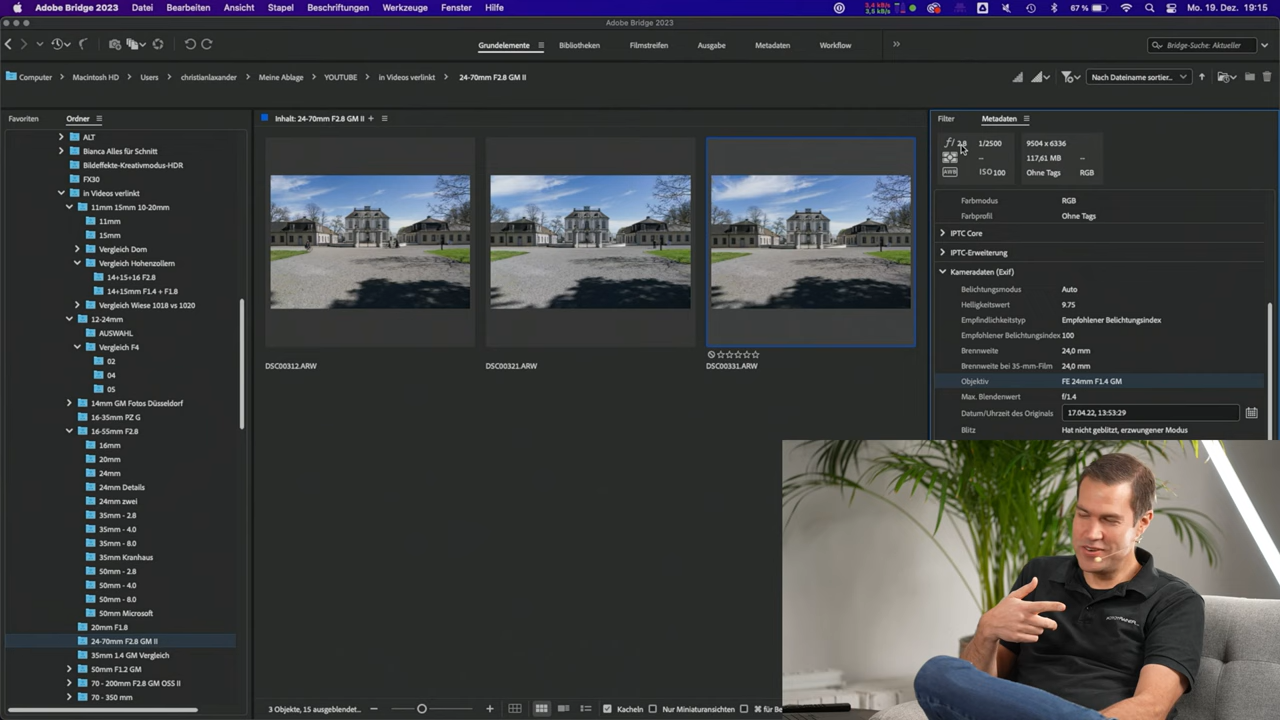 Adobe Bridge 2023 Datei Bearbeiten Ansicht Stapel Beschriftungen Werkzeuge Fenster Hilfe
3,4 kB/s
3,5 kB/s
67 % Mo. 19. Dez. 19:15
Adobe Bridge 2023
Grundelemente Bibliotheken Filmstreifen Ausgabe Metadaten Workflow
Bridge-Suche: Aktueller
Computer Macintosh HD Users christianlaxander Meine Ablage YOUTUBE in Videos verlinkt 24-70mm F2.8 GM II
Nach Dateiname sortier...
Favoriten Ordner
ALT
Bianca Alles für Schnitt
Bildeffekte-Kreativmodus-HDR
FX30
in Videos verlinkt
11mm 15mm 10-20mm
11mm
15mm
Vergleich Dom
Vergleich Hohenzollern
14+15+16 F2.8
14+15mm F1.4 + F1.8
Vergleich Wiese 1018 vs 1020
12-24mm
AUSWAHL
Vergleich F4
02
04
05
14mm GM Fotos Düsseldorf
16-35mm PZ G
16-55mm F2.8
16mm
20mm
24mm
24mm Details
24mm zwei
35mm - 2.8
35mm - 4.0
35mm - 8.0
35mm Kranhaus
50mm - 2.8
50mm - 4.0
50mm - 8.0
50mm Microsoft
20mm F1.8
24-70mm F2.8 GM II
35mm 1.4 GM Vergleich
50mm F1.2 GM
70 - 200mm F2.8 GM OSS II
70 - 350 mm
Inhalt: 24-70mm F2.8 GM II
DSC00312.ARW DSC00321.ARW DSC00331.ARW
3 Objekte, 15 ausgeblendet... Kacheln Nur Miniaturansichten ⌘ für Be
Filter Metadaten
f/ 2.8 1/2500
-- 
AWB ISO 100
9504 x 6336
117,61 MB --
Ohne Tags RGB
Farbmodus RGB
Farbprofil Ohne Tags
IPTC Core
IPTC-Erweiterung
Kameradaten (Exif)
Belichtungsmodus Auto
Helligkeitswert 9.75
Empfindlichkeitstyp Empfohlener Belichtungsindex
Empfohlener Belichtungsindex 100
Brennweite 24,0 mm
Brennweite bei 35-mm-Film 24,0 mm
Objektiv FE 24mm F1.4 GM
Max. Blendenwert f/1.4
Datum/Uhrzeit des Originals 17.04.22, 13:53:29
Blitz Hat nicht geblitzt, erzwungener Modus